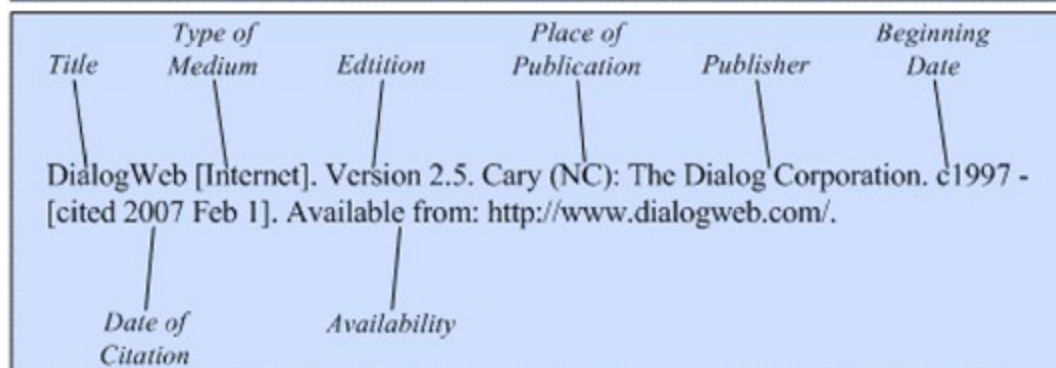 Type of Place of Beginning
Title Medium Edtition Publication Publisher Date
DialogWeb [Internet]. Version 2.5. Cary (NC): The Dialog Corporation. c1997 -
[cited 2007 Feb 1]. Available from: http://www.dialogweb.com/.
Date of Availability
Citation